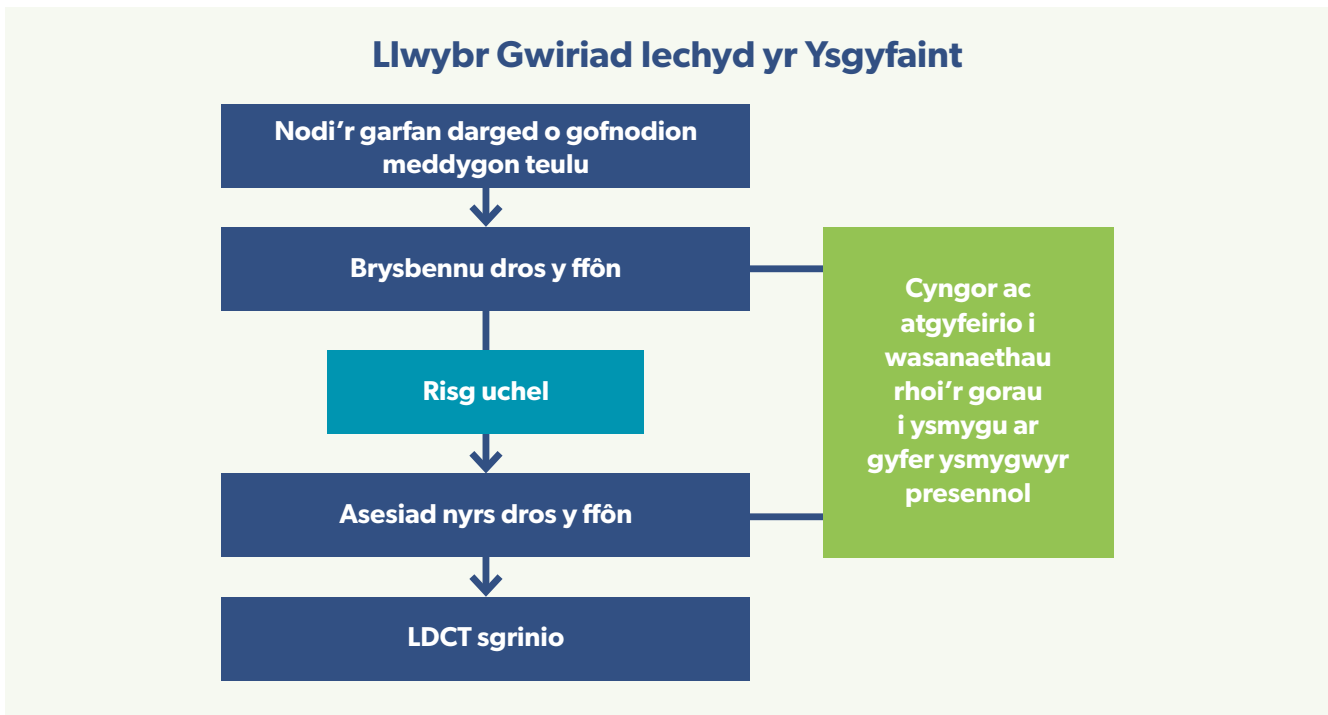 Llwybr Gwiriad Iechyd yr Ysgyfaint
Nodi'r garfan darged o gofnodion
meddygon teulu
Brysbennu dros y ffôn
Risg uchel
Asesiad nyrs dros y ffôn
LDCT sgrinio
Cyngor ac
atgyfeirio i
wasanaethau
rhoi'r gorau
i ysmygu ar
gyfer ysmygwyr
presennol